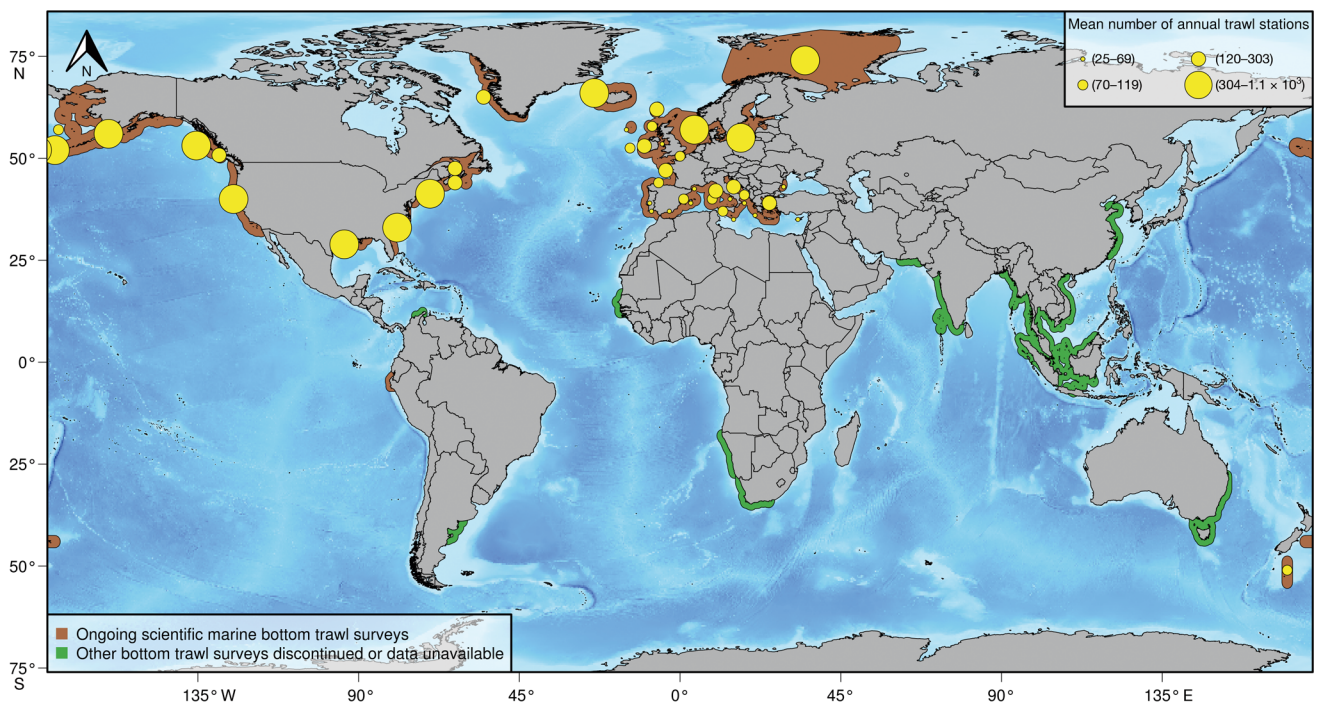 Mean number of annual trawl stations
(25–69)
(120–303)
(70–119)
(304–1.1 × 10³)
75°
N
50°
25°
0°
25°
50°
75°
S
N
Ongoing scientific marine bottom trawl surveys
Other bottom trawl surveys discontinued or data unavailable
135° W
90°
45°
0°
45°
90°
135° E